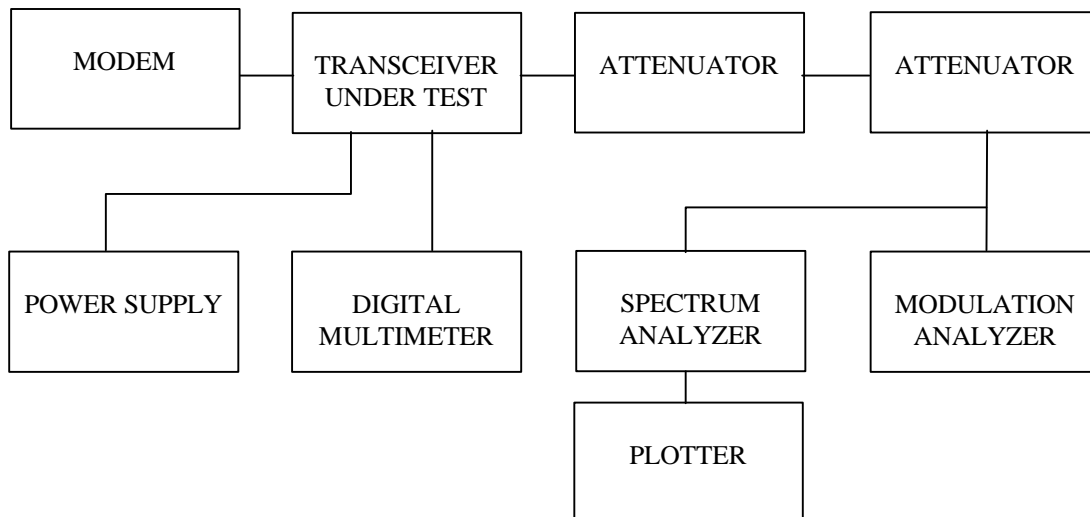 MODEM
TRANSCEIVER
UNDER TEST
ATTENUATOR
ATTENUATOR
POWER SUPPLY
DIGITAL
MULTIMETER
SPECTRUM
ANALYZER
MODULATION
ANALYZER
PLOTTER